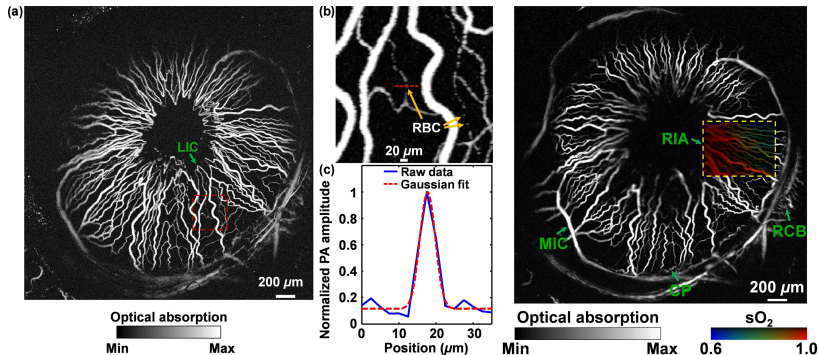 (a)
LIC
200 µm
Optical absorption
Min Max
(b)
RBC
20 µm
(c)
Raw data
Gaussian fit
Normalized PA amplitude
1
0.8
0.6
0.4
0.2
0
0 10 20 30
Position (µm)
RIA
MIC
RCB
CP
200 µm
Optical absorption
Min Max
sO₂
0.6 1.0